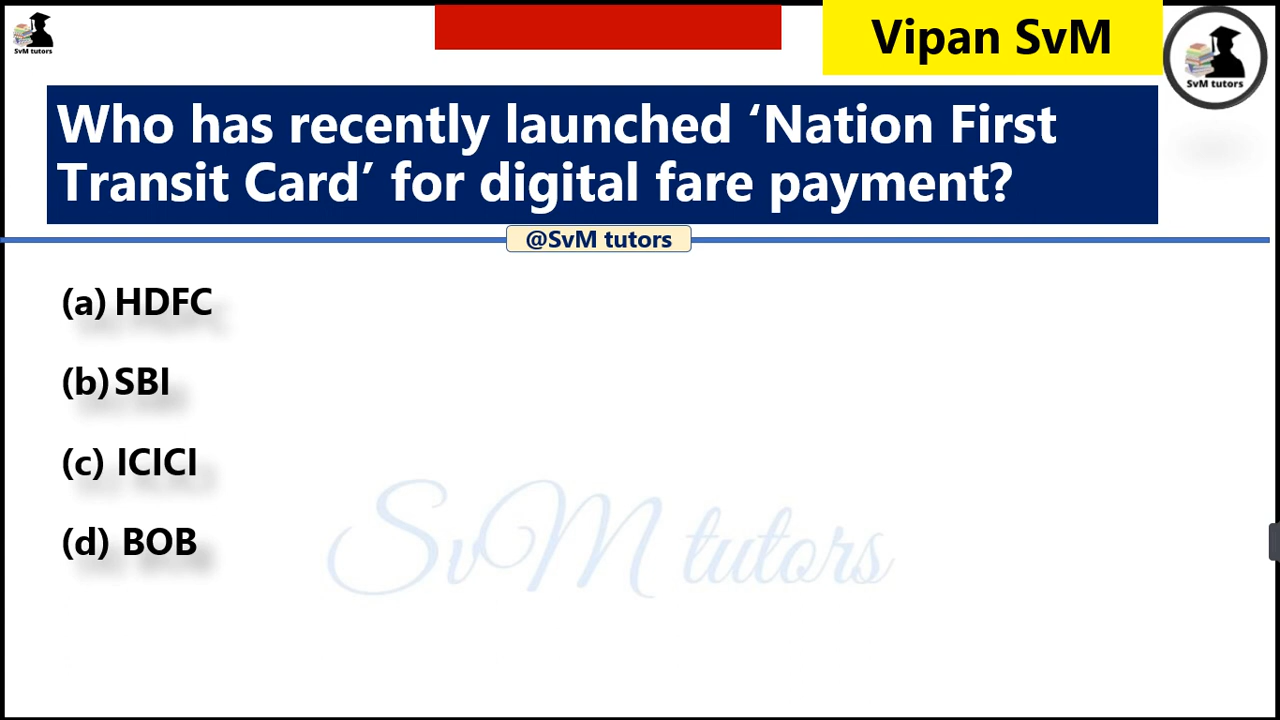 SvM tutors
Vipan SvM
SvM tutors
Who has recently launched ‘Nation First
Transit Card’ for digital fare payment?
@SvM tutors
(a) HDFC
(b) SBI
(c) ICICI
(d) BOB
SvM tutors